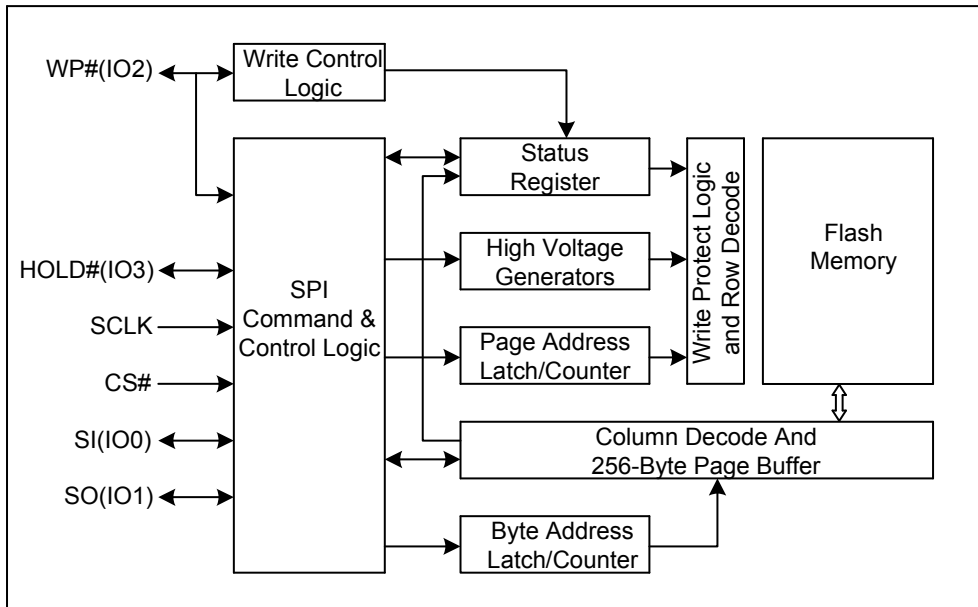 WP#(IO2)
Write Control
Logic
HOLD#(IO3)
SCLK
CS#
SI(IO0)
SO(IO1)
SPI
Command &
Control Logic
Status
Register
High Voltage
Generators
Page Address
Latch/Counter
Write Protect Logic
and Row Decode
Flash
Memory
Column Decode And
256-Byte Page Buffer
Byte Address
Latch/Counter